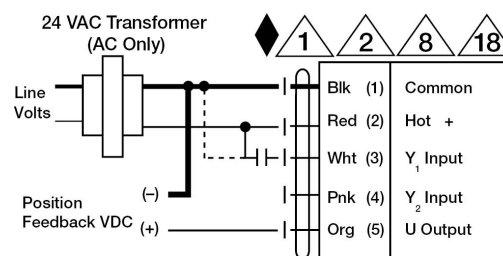 24 VAC Transformer
(AC Only)
1
2
8
18
Line
Volts
Blk (1) Common
Red (2) Hot +
Wht (3) Y1 Input
Pnk (4) Y2 Input
Org (5) U Output
Position
Feedback VDC
(–)
(+)